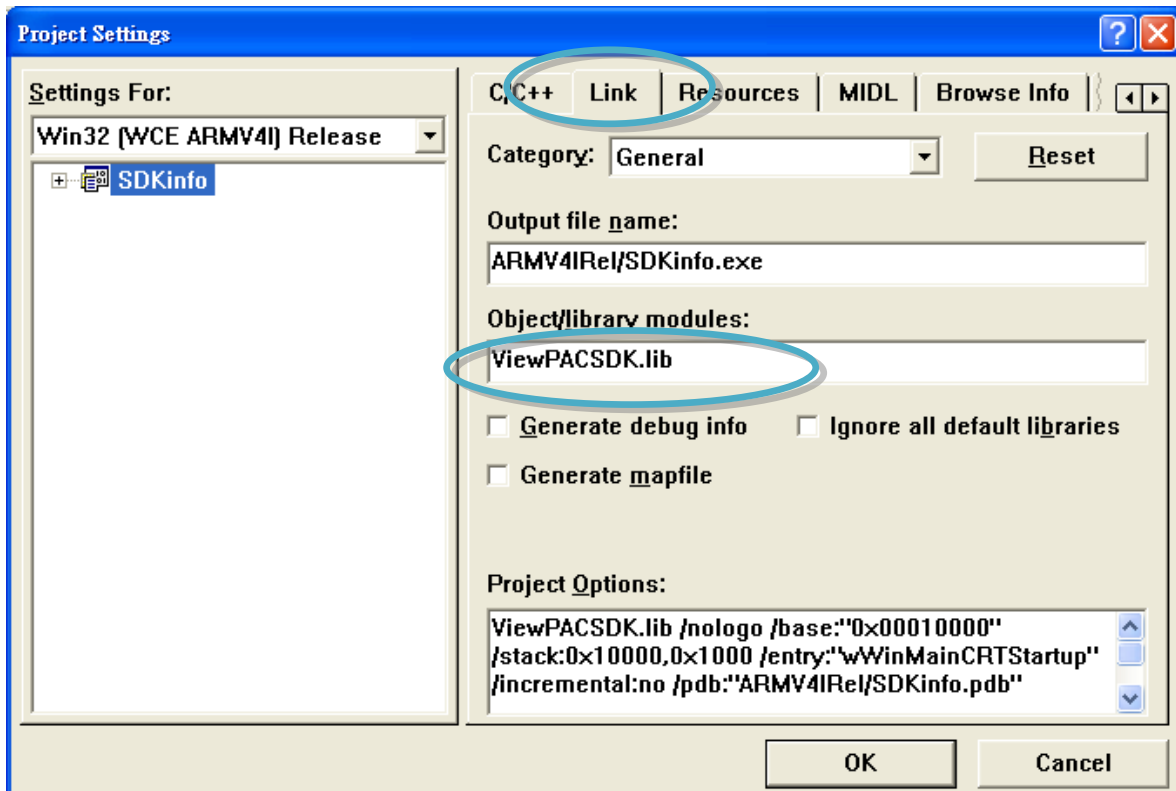 Project Settings
Settings For:
Win32 (WCE ARMV4I) Release
SDKinfo
C/C++ Link Resources MIDL Browse Info
Category: General Reset
Output file name:
ARMV4IRel/SDKinfo.exe
Object/library modules:
ViewPACSDK.lib
Generate debug info Ignore all default libraries
Generate mapfile
Project Options:
ViewPACSDK.lib /nologo /base:"0x00010000"
/stack:0x10000,0x1000 /entry:"wWinMainCRTStartup"
/incremental:no /pdb:"ARMV4IRel/SDKinfo.pdb"
OK Cancel